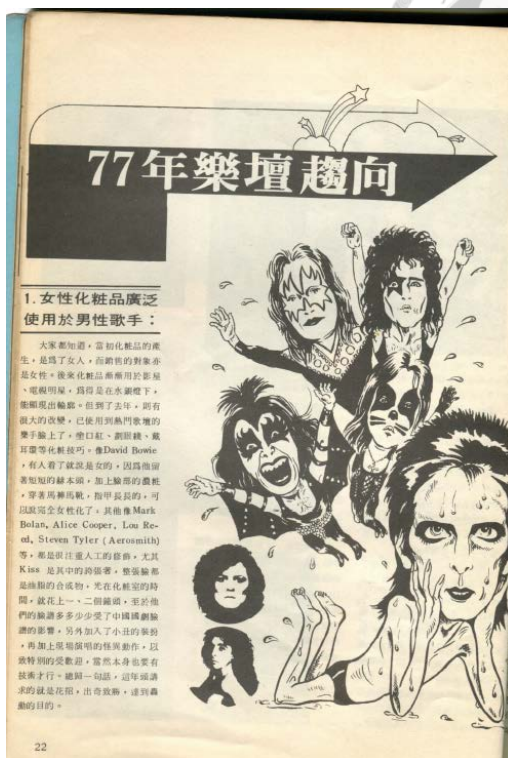 77年樂壇趨向
1.女性化粧品廣泛
使用於男性歌手：
大家都知道，當初化粧品的產
生，是爲了女人，而銷售的對象亦
是女性。後來化粧品漸漸用於影星
、電視明星，爲得是在水銀燈下，
能顯現出輪廓。但到了去年，則有
很大的改變，已使用到熱門歌壇的
樂手臉上了，塗口紅、劃眼綫、戴
耳環等化粧技巧。像David Bowie
，有人看了就說是女的，因爲他留
著短短的赫本頭，加上臉部的濃粧
，穿著馬褲馬靴，指甲長長的，可
以說完全女性化了。其他像Mark
Bolan, Alice Cooper, Lou Re-
ed, Steven Tyler (Aerosmith)
等，都是很注重人工的修飾，尤其
Kiss 是其中的誇張者，整張臉都
是油脂的合成物，光在化粧室的時
間，就花上一、二個鐘頭，至於他
們的臉譜多多少少受了中國國劇臉
譜的影響，另外加入了小丑的裝扮
，再加上現場演唱的怪異動作，以
致特別的受歡迎，當然本身也要有
技術才行。總歸一句話，這年頭講
求的就是花招，出奇致勝，達到轟
動的目的。
22